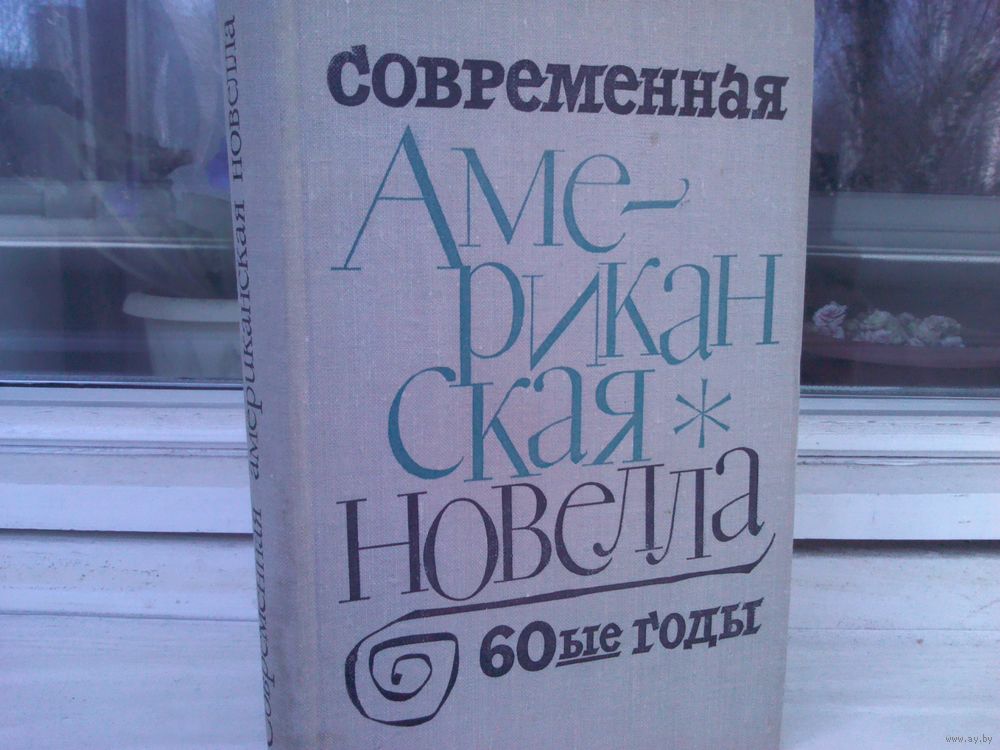 современная
Аме-
рикан
ская *
новелла
60ые годы
Современная американская новелла
www.ay.by